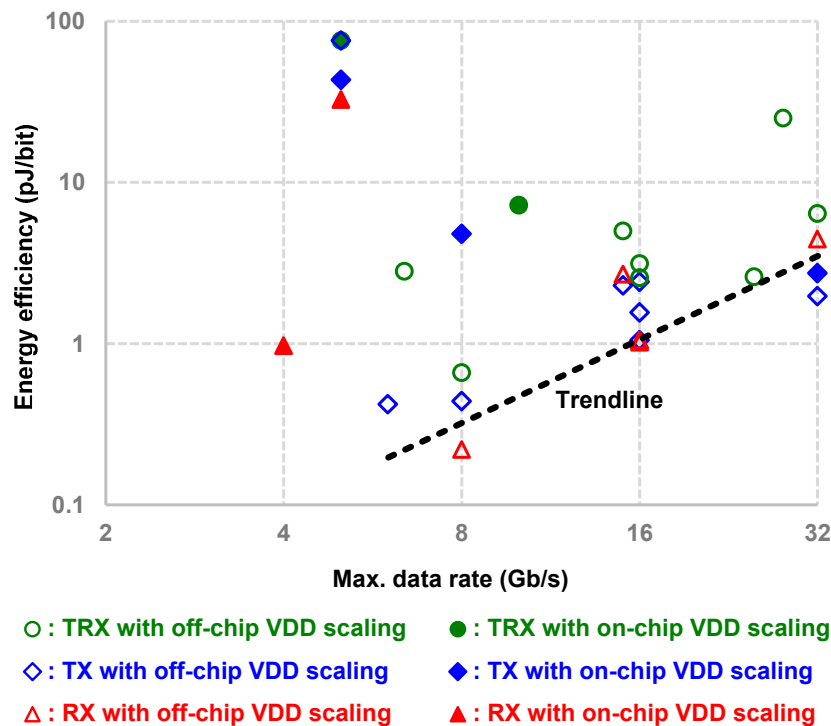 100
10
1
0.1
Energy efficiency (pJ/bit)
Trendline
2 4 8 16 32
Max. data rate (Gb/s)
: TRX with off-chip VDD scaling : TRX with on-chip VDD scaling
: TX with off-chip VDD scaling : TX with on-chip VDD scaling
: RX with off-chip VDD scaling : RX with on-chip VDD scaling